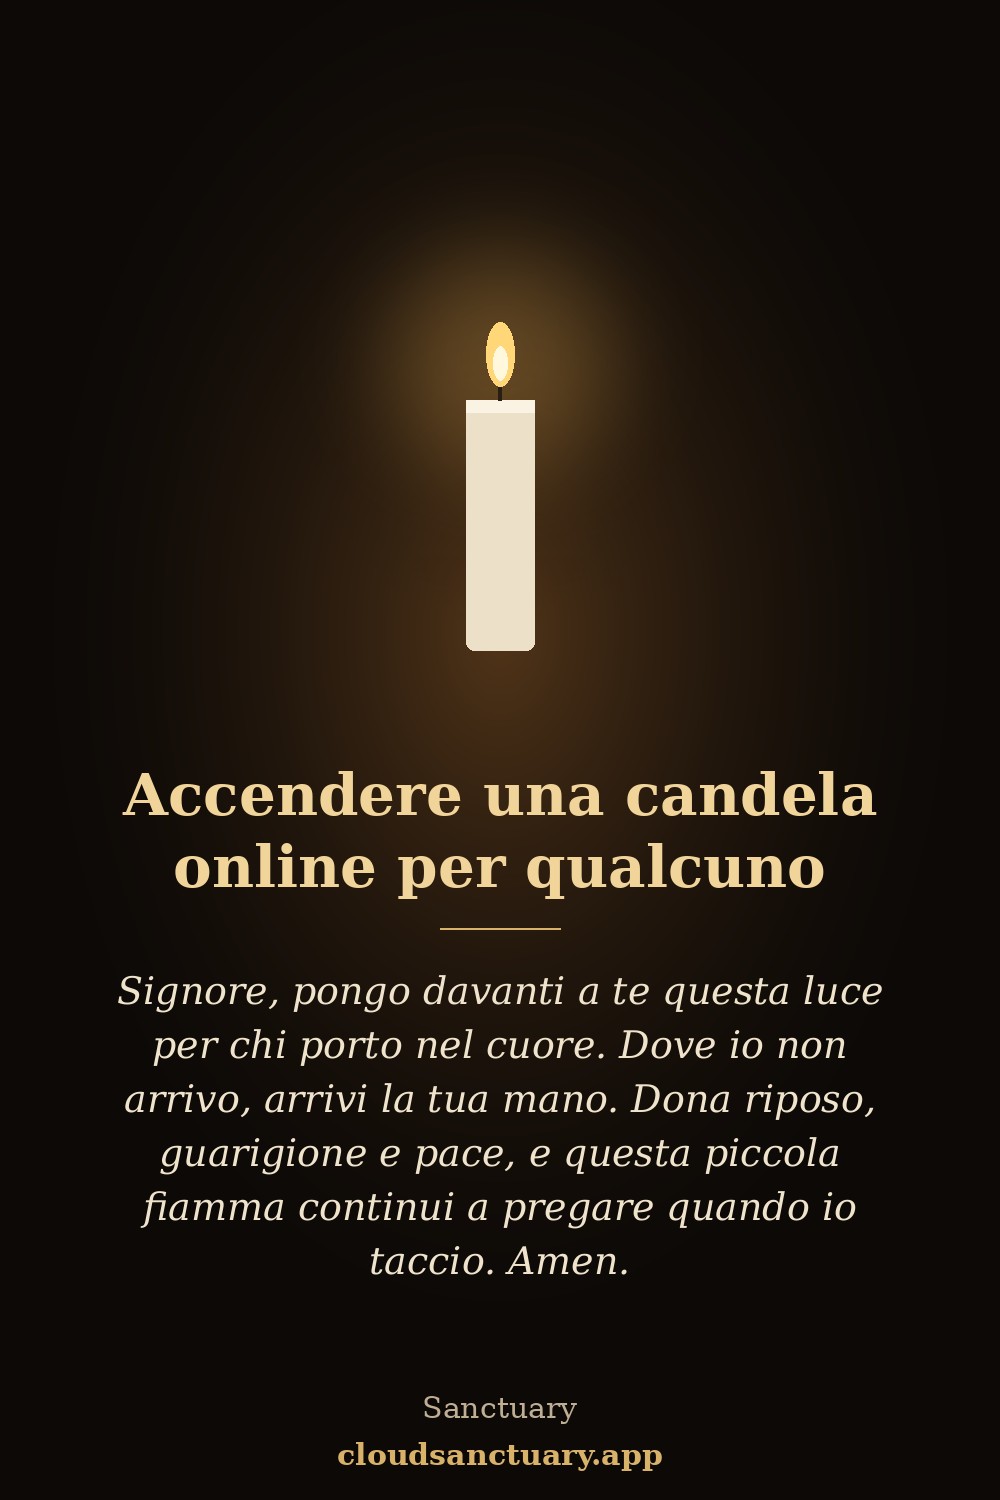 Accendere una candela
online per qualcuno
Signore, pongo davanti a te questa luce
per chi porto nel cuore. Dove io non
arrivo, arrivi la tua mano. Dona riposo,
guarigione e pace, e questa piccola
fiamma continui a pregare quando io
taccio. Amen.
Sanctuary
cloudsanctuary.app